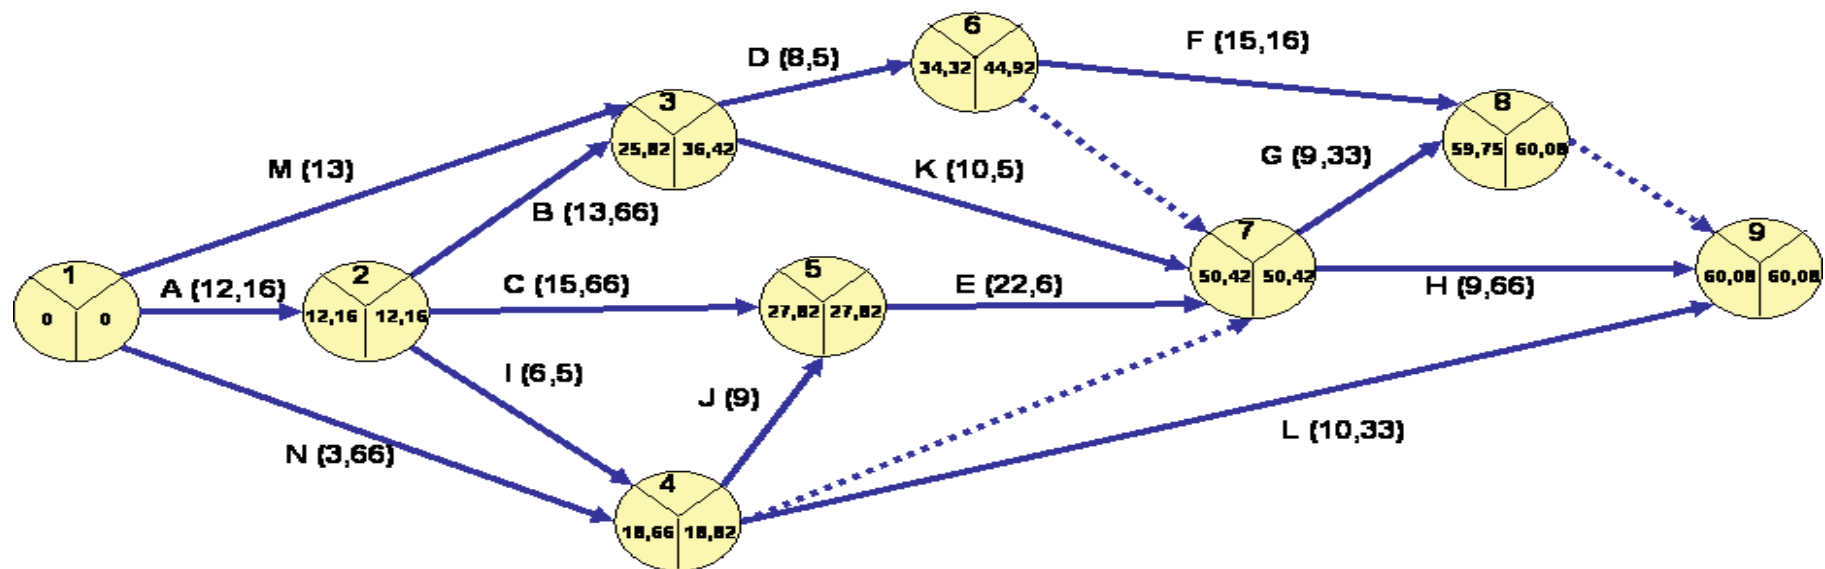 6
F (15,16)
D (8,5)
34,32 44,92
3
8
M (13)
25,82 36,42
K (10,5)
G (9,33)
59,75 60,08
B (13,66)
7
9
1
A (12,16)
2
C (15,66)
5
E (22,6)
50,42 50,42
H (9,66)
60,08 60,08
0 0
12,16 12,16
27,82 27,82
I (6,5)
J (9)
L (10,33)
N (3,66)
4
18,66 18,82